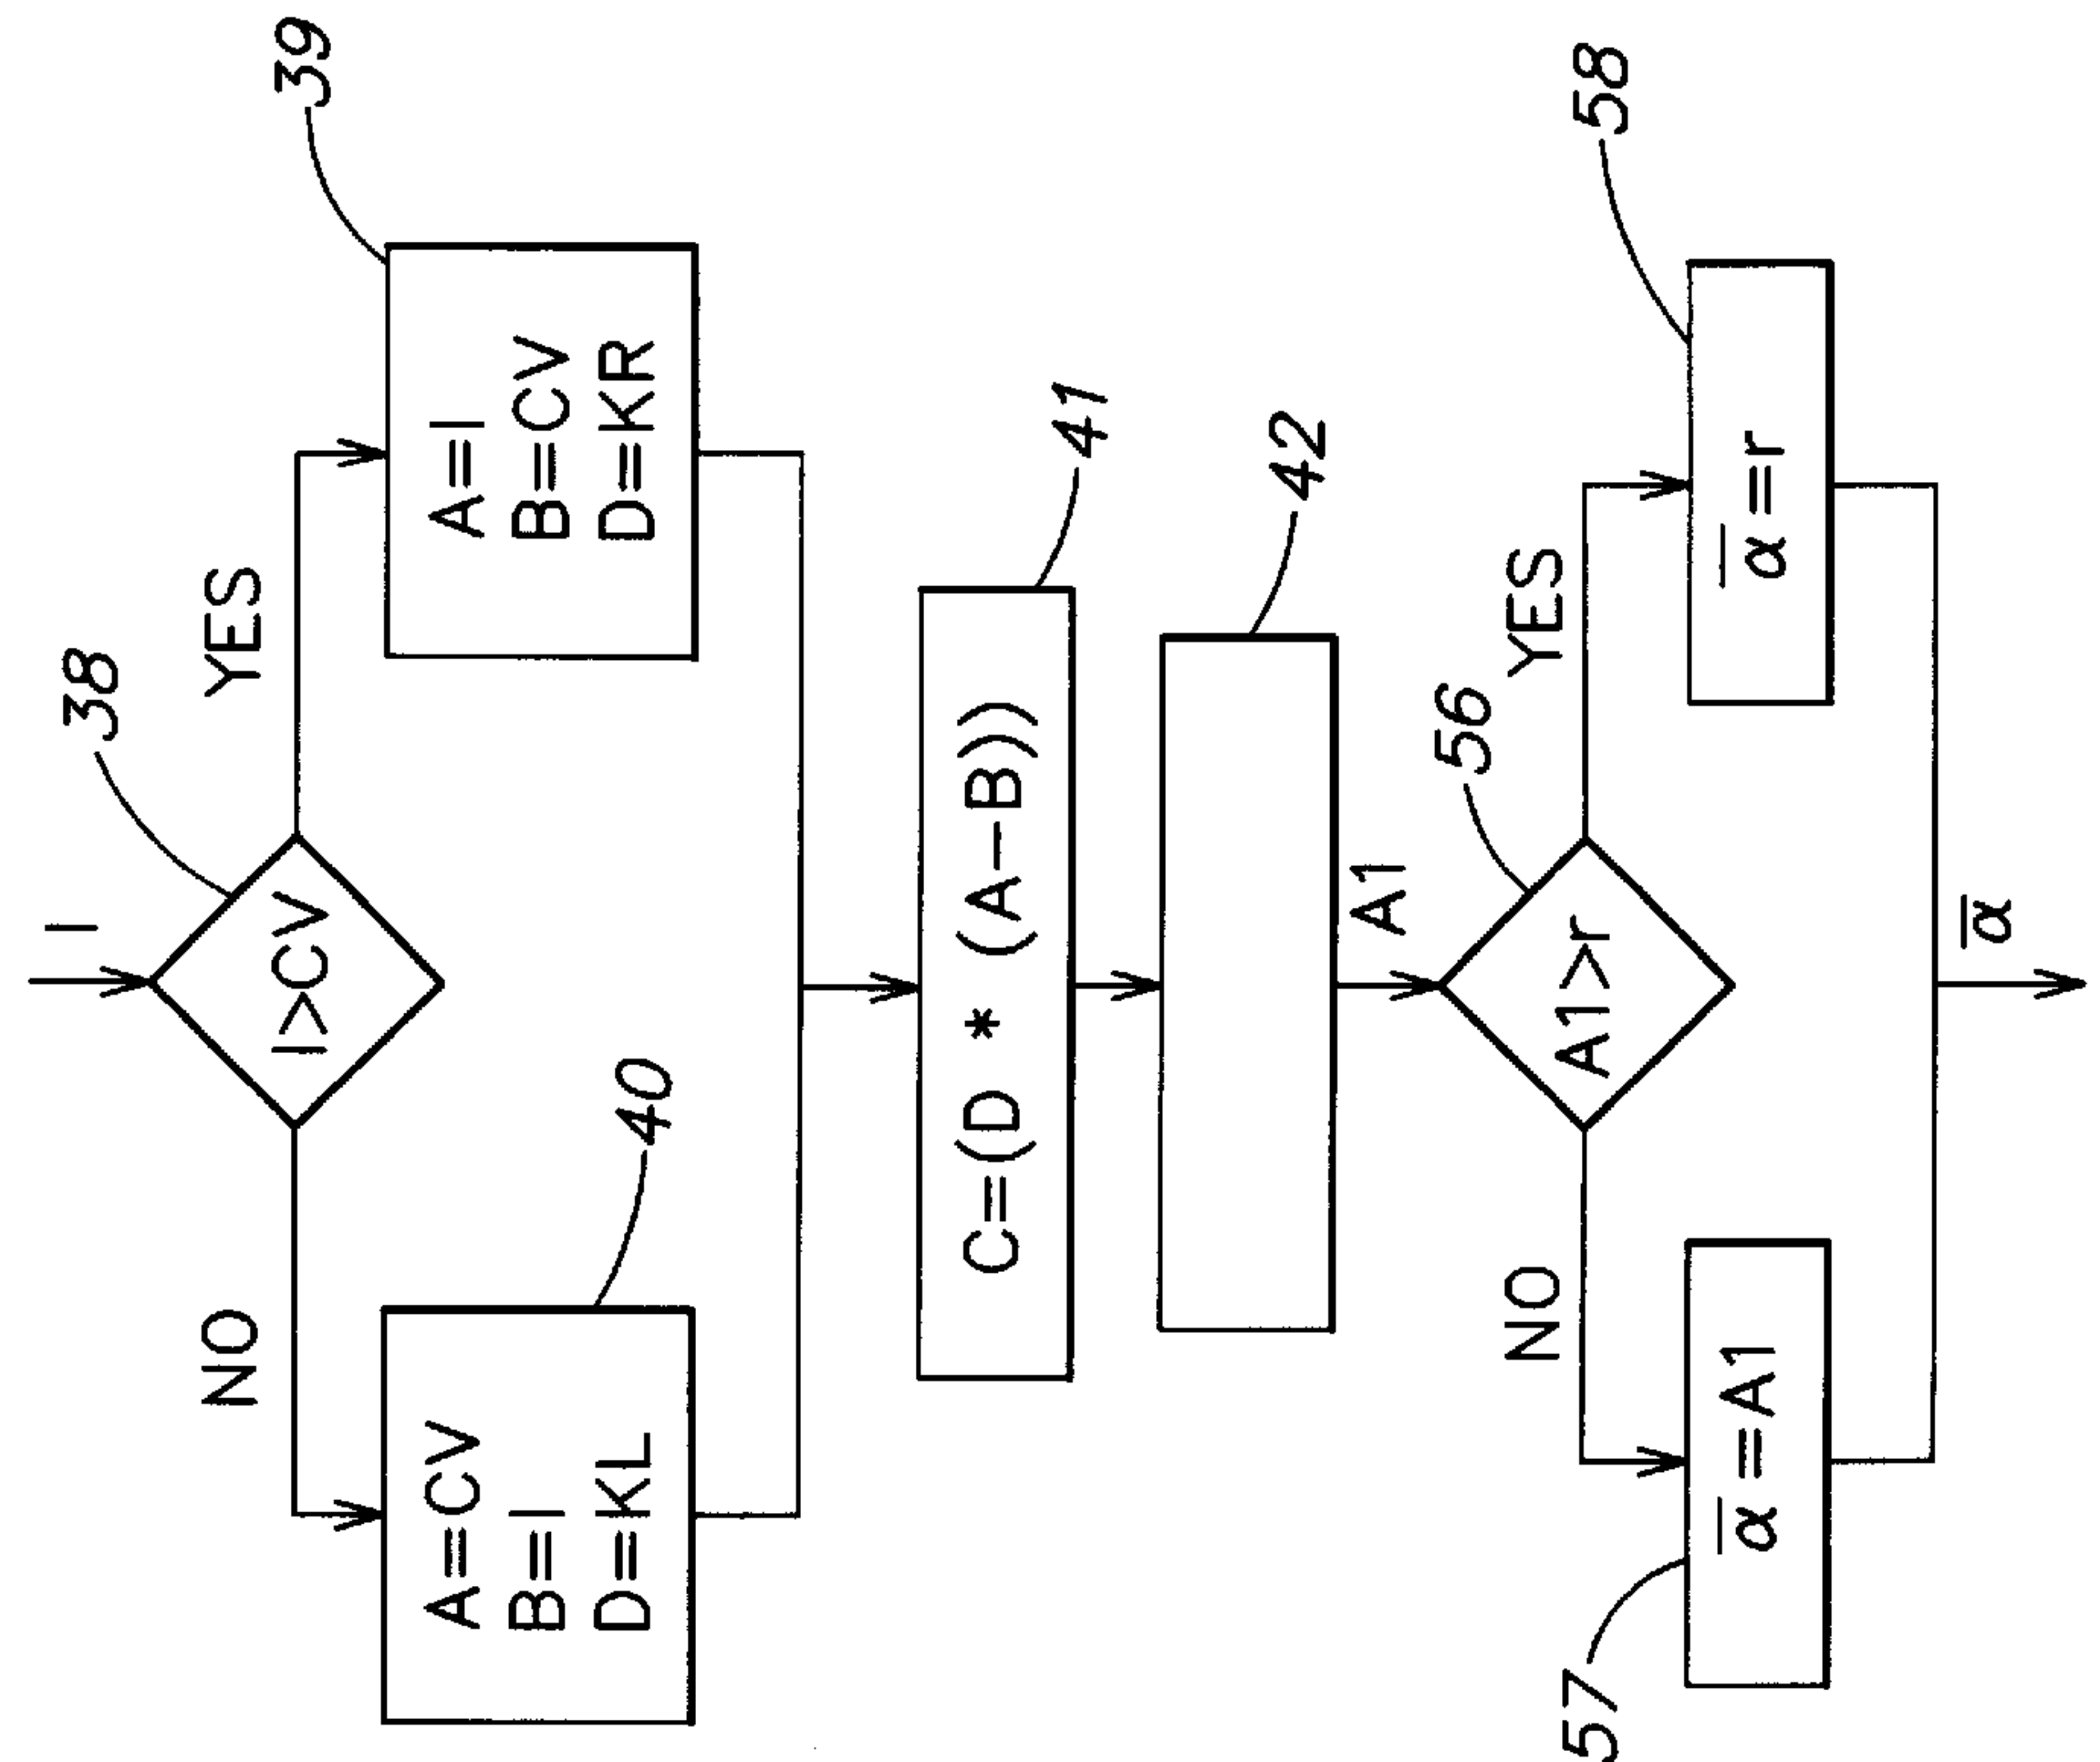 I
38
I>CV
NO
YES
39
A=CV
B=I
D=KL
40
A=I
B=CV
D=KR
C=(D * (A-B))
41
42
A1
56
A1>r
NO
YES
57
α̅=A1
58
α̅=r
α̅